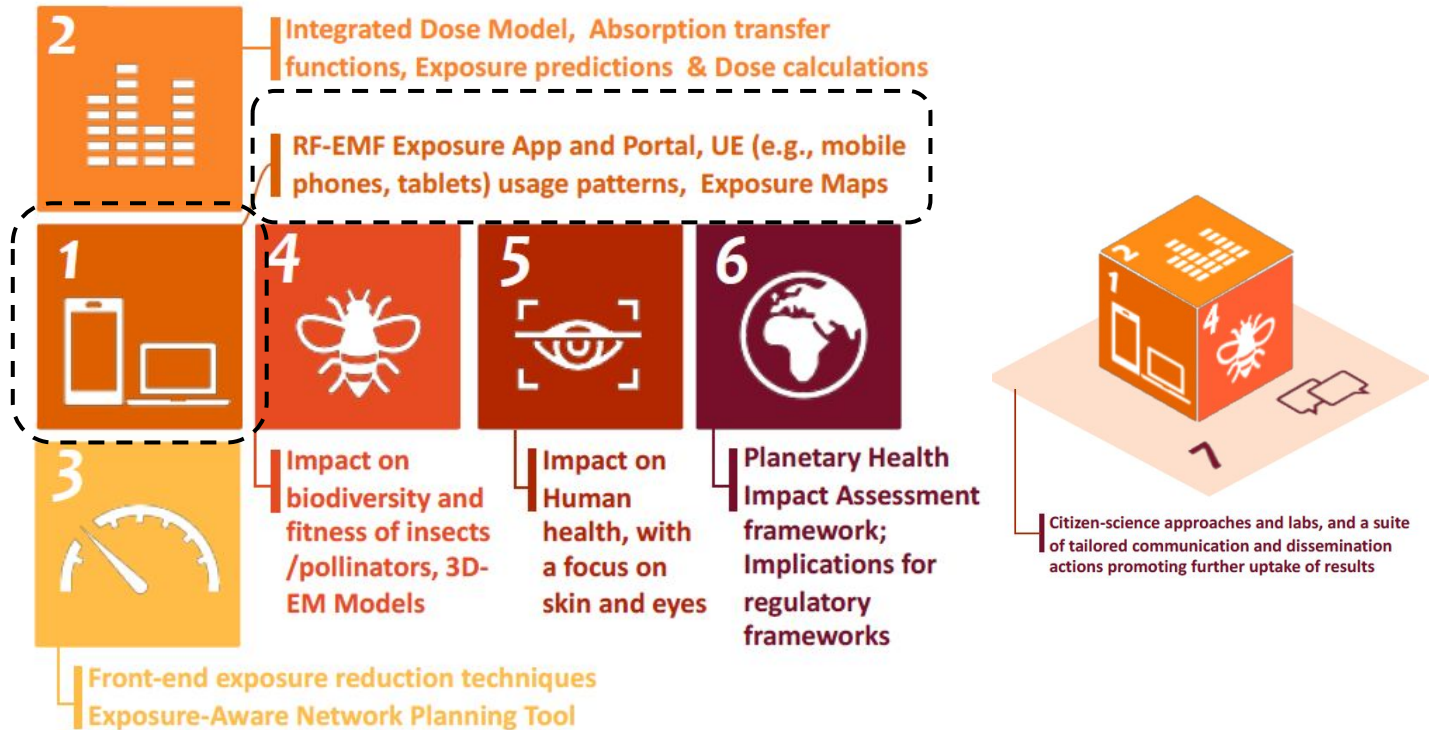 2
Integrated Dose Model, Absorption transfer
functions, Exposure predictions & Dose calculations
RF-EMF Exposure App and Portal, UE (e.g., mobile
phones, tablets) usage patterns, Exposure Maps
1
4
5
6
3
Impact on
biodiversity and
fitness of insects
/pollinators, 3D-
EM Models
Impact on
Human
health, with
a focus on
skin and eyes
Planetary Health
Impact Assessment
framework;
Implications for
regulatory
frameworks
Front-end exposure reduction techniques
Exposure-Aware Network Planning Tool
2
1
4
7
Citizen-science approaches and labs, and a suite
of tailored communication and dissemination
actions promoting further uptake of results